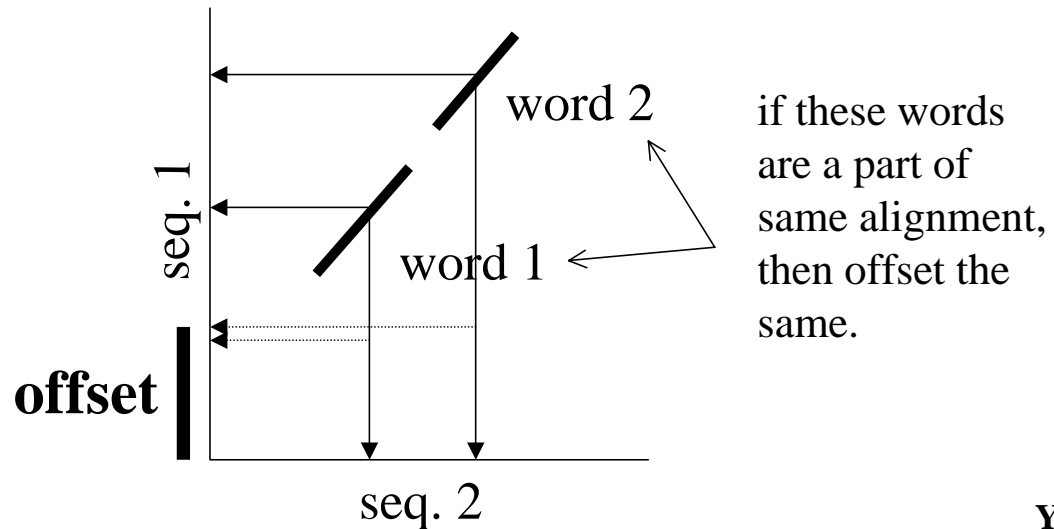 word 2
seq. 1
word 1
offset
seq. 2
if these words
are a part of
same alignment,
then offset the
same.
Y